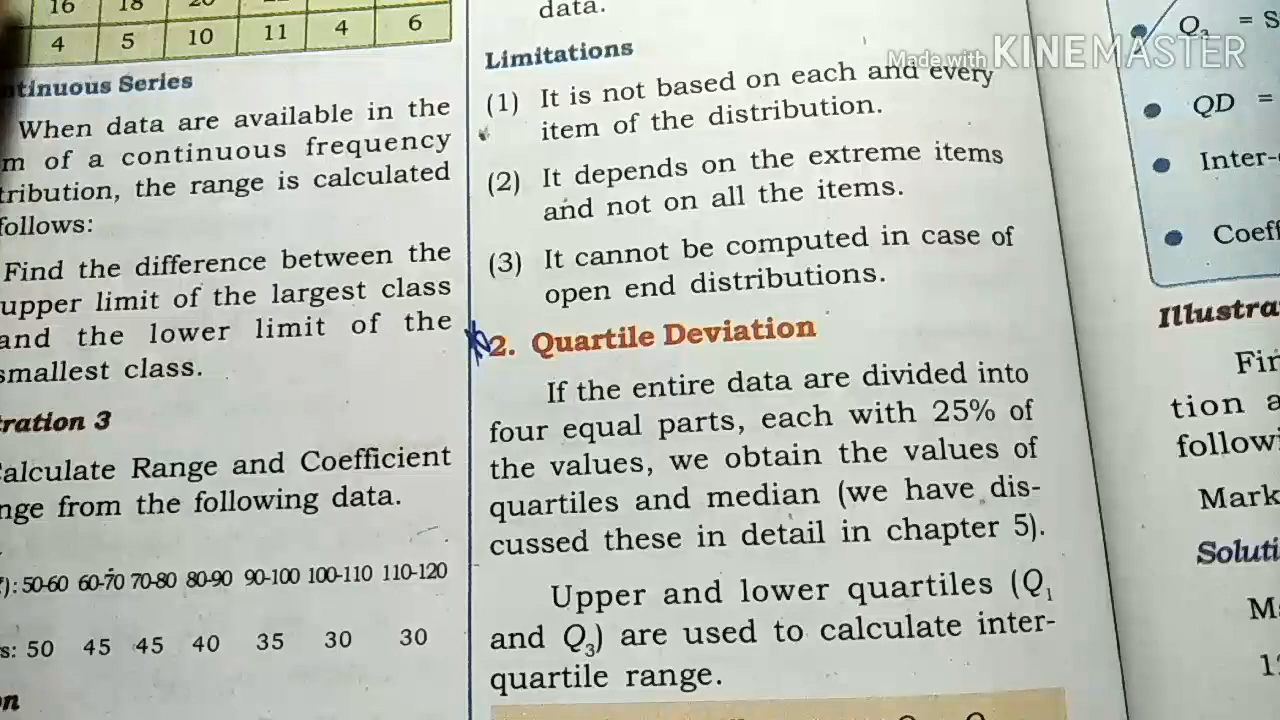 16 18 20
4 5 10 11 4 6
Continuous Series
When data are available in the
of a continuous frequency
the range is calculated
follows:
Find the difference between the
upper limit of the largest class
and the lower limit of the
smallest class.
3
Calculate Range and Coefficient
from the following data.
: 50-60 60-70 70-80 80-90 90-100 100-110 110-120
: 50 45 45 40 35 30 30
data.
Limitations
(1) It is not based on each and every
item of the distribution.
(2) It depends on the extreme items
and not on all the items.
(3) It cannot be computed in case of
open end distributions.
2. Quartile Deviation
If the entire data are divided into
four equal parts, each with 25% of
the values, we obtain the values of
quartiles and median (we have dis-
cussed these in detail in chapter 5).
Upper and lower quartiles (Q₁
and Q₃) are used to calculate inter-
quartile range.
Made with KINEMASTER
Q₃ = S
QD =
Inter-
Coeff
Illustra
tion a
follow
Mark
Soluti